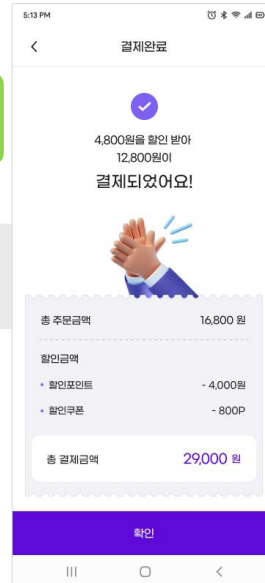 5:13 PM
결제완료
4,800원을 할인 받아
12,800원이
결제되었어요!
총 주문금액 16,800 원
할인금액
• 할인포인트 - 4,000원
• 할인쿠폰 - 800P
총 결제금액 29,000 원
확인